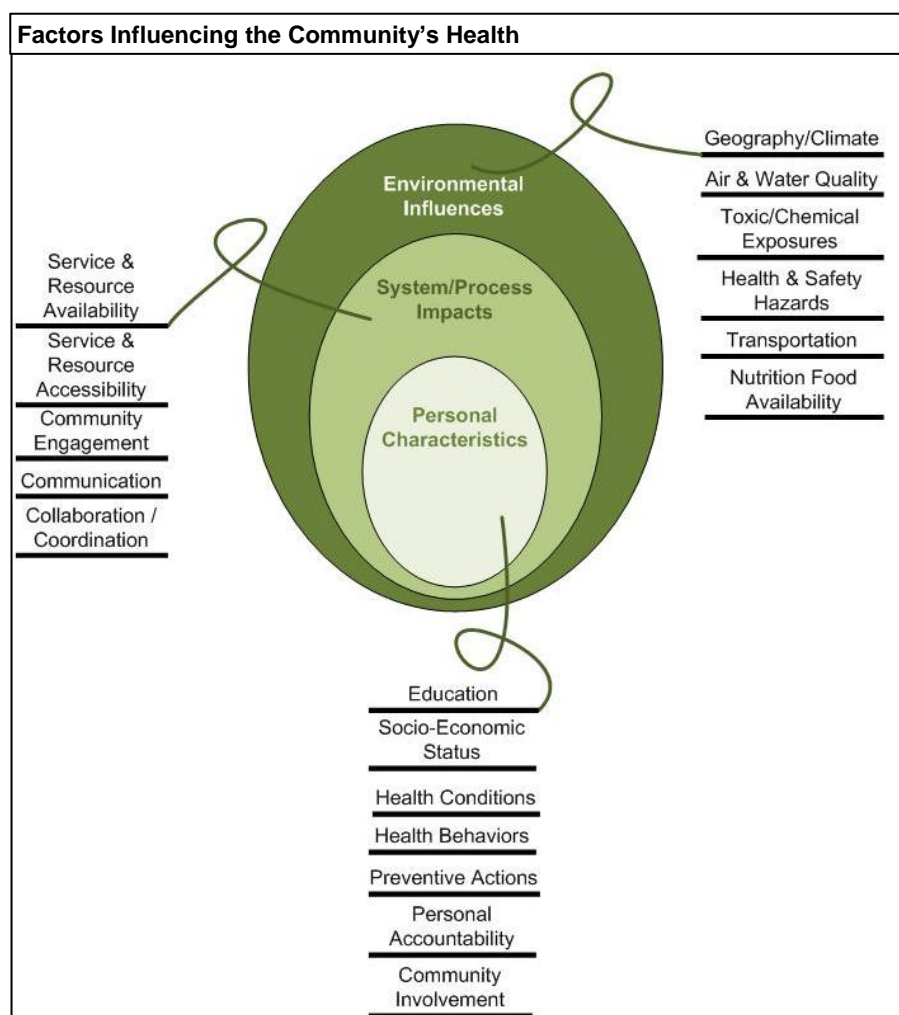 Factors Influencing the Community's Health
Environmental
Influences
System/Process
Impacts
Personal
Characteristics
Geography/Climate
Air & Water Quality
Toxic/Chemical
Exposures
Health & Safety
Hazards
Transportation
Nutrition Food
Availability
Service &
Resource
Availability
Service &
Resource
Accessibility
Community
Engagement
Communication
Collaboration /
Coordination
Education
Socio-Economic
Status
Health Conditions
Health Behaviors
Preventive Actions
Personal
Accountability
Community
Involvement